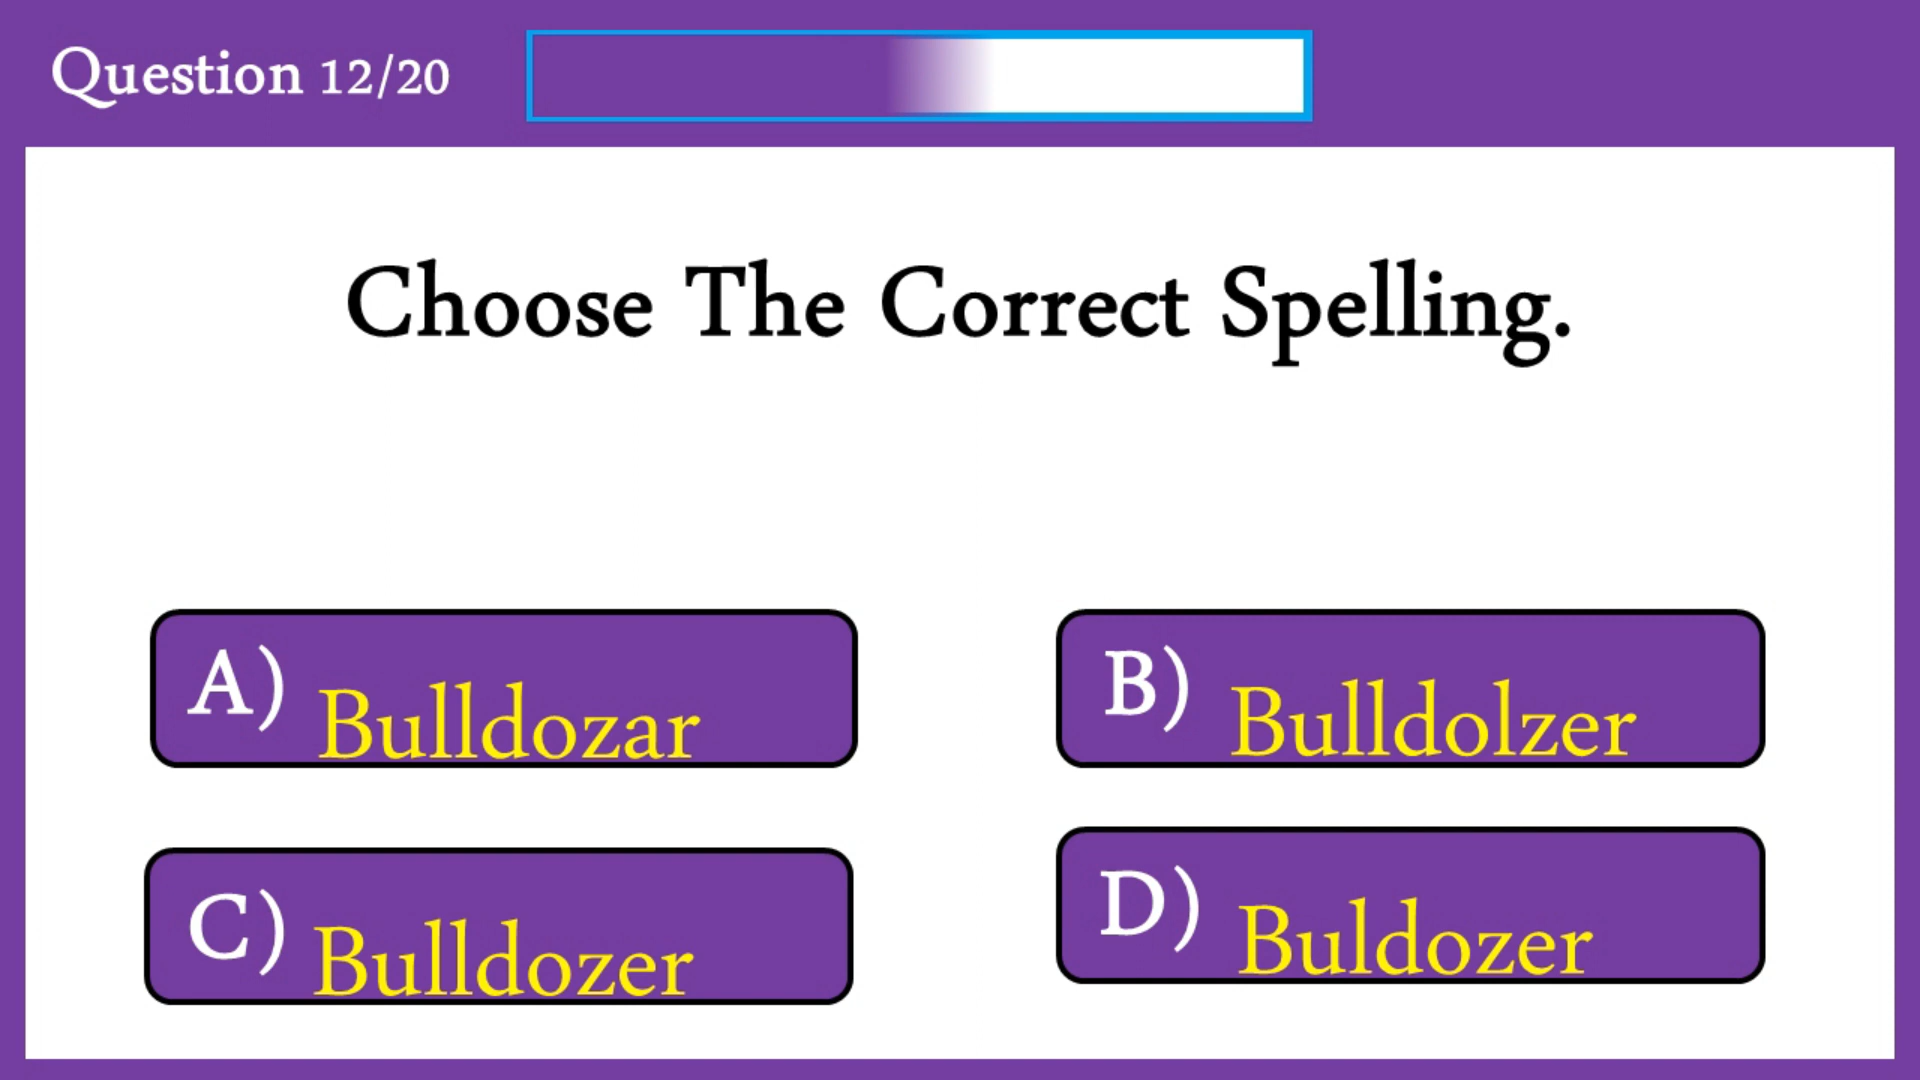 Question 12/20
Choose The Correct Spelling.
A) Bulldozar
B) Bulldolzer
C) Bulldozer
D) Buldozer